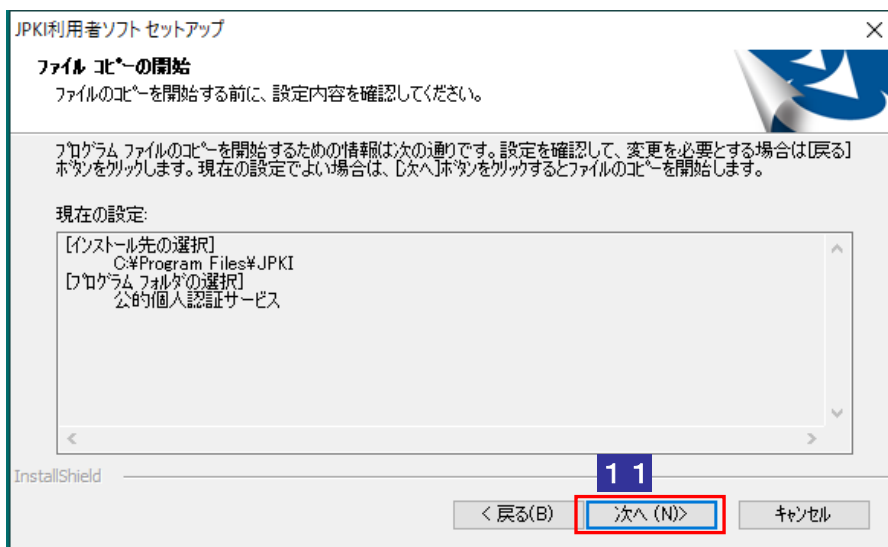 JPKI利用者ソフト セットアップ
ファイル コピーの開始
ファイルのコピーを開始する前に、設定内容を確認してください。
プログラム ファイルのコピーを開始するための情報は次の通りです。設定を確認して、変更を必要とする場合は[戻る]
ボタンをクリックします。現在の設定でよい場合は、[次へ]ボタンをクリックするとファイルのコピーを開始します。
現在の設定:
[インストール先の選択]
C:¥Program Files¥JPKI
[プログラム フォルダの選択]
公的個人認証サービス
InstallShield
１１
< 戻る(B)
次へ (N)>
キャンセル